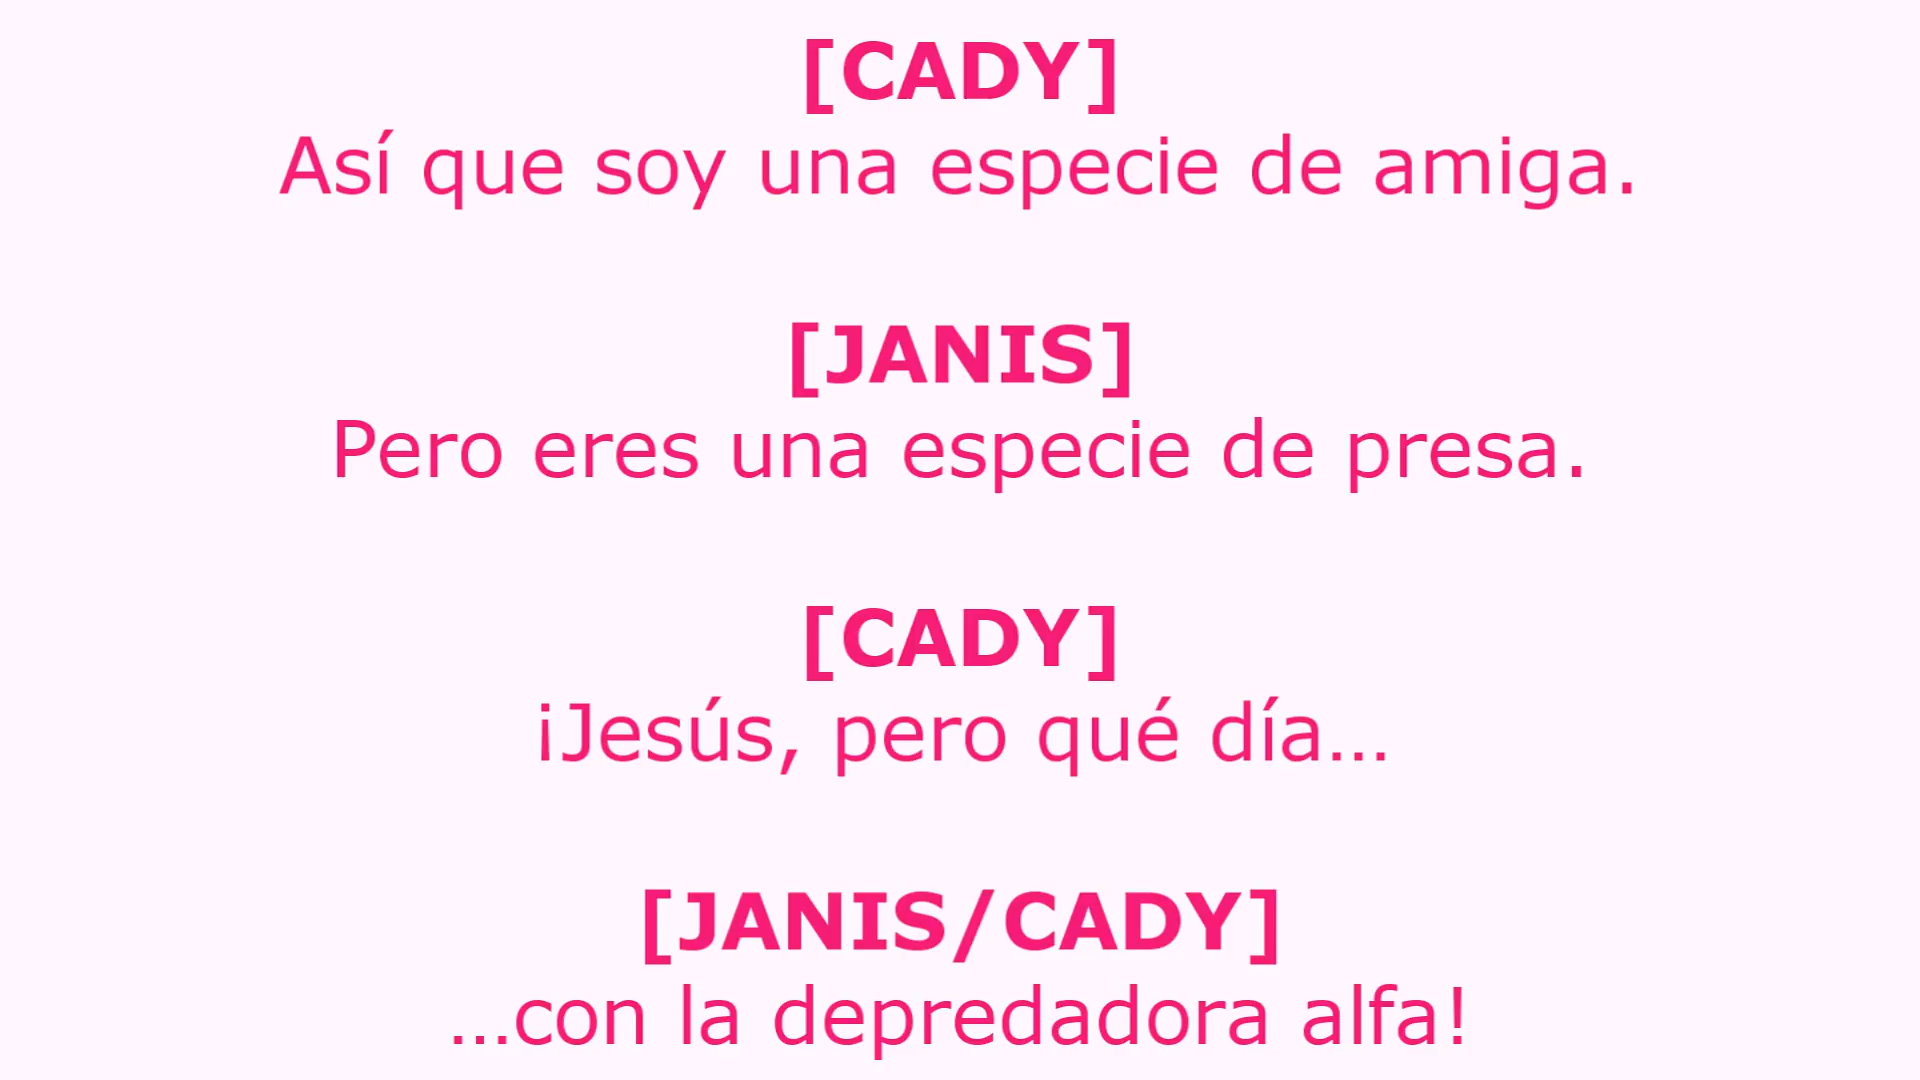 [CADY]
Así que soy una especie de amiga.
[JANIS]
Pero eres una especie de presa.
[CADY]
¡Jesús, pero qué día...
[JANIS/CADY]
...con la depredadora alfa!